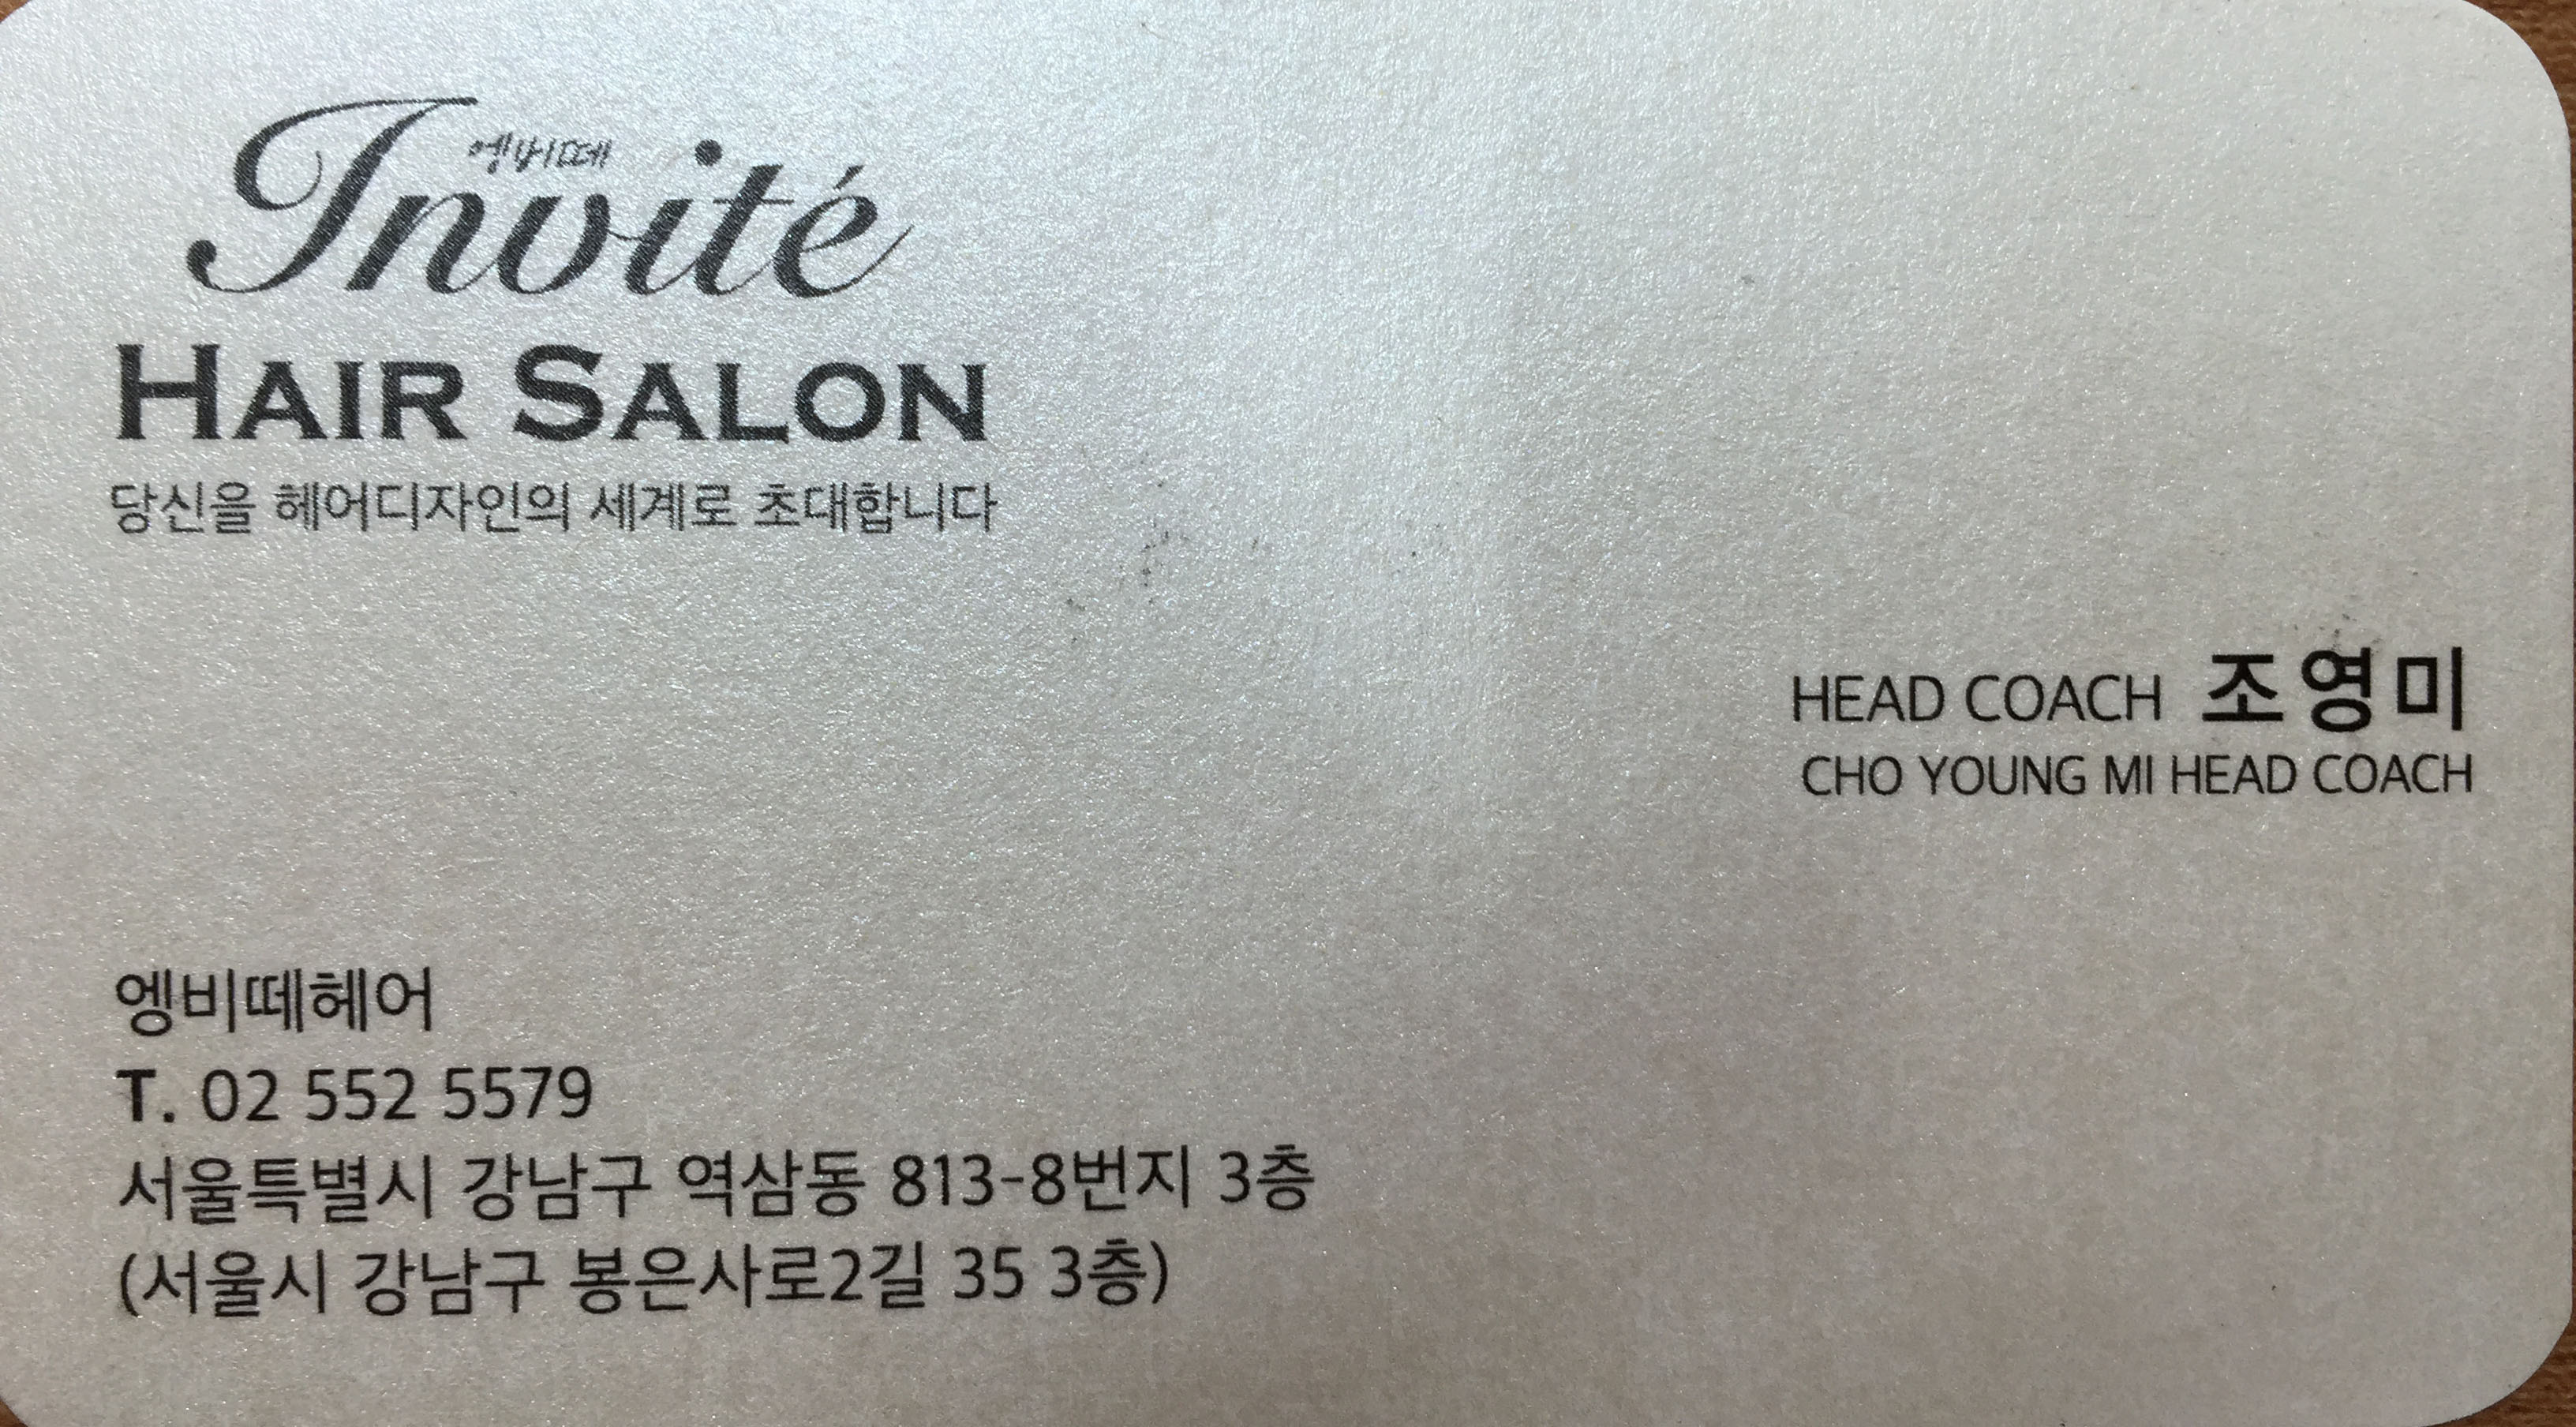 엥비떼
Invité
HAIR SALON
당신을 헤어디자인의 세계로 초대합니다
HEAD COACH 조영미
CHO YOUNG MI HEAD COACH
엥비떼헤어
T. 02 552 5579
서울특별시 강남구 역삼동 813-8번지 3층
(서울시 강남구 봉은사로2길 35 3층)